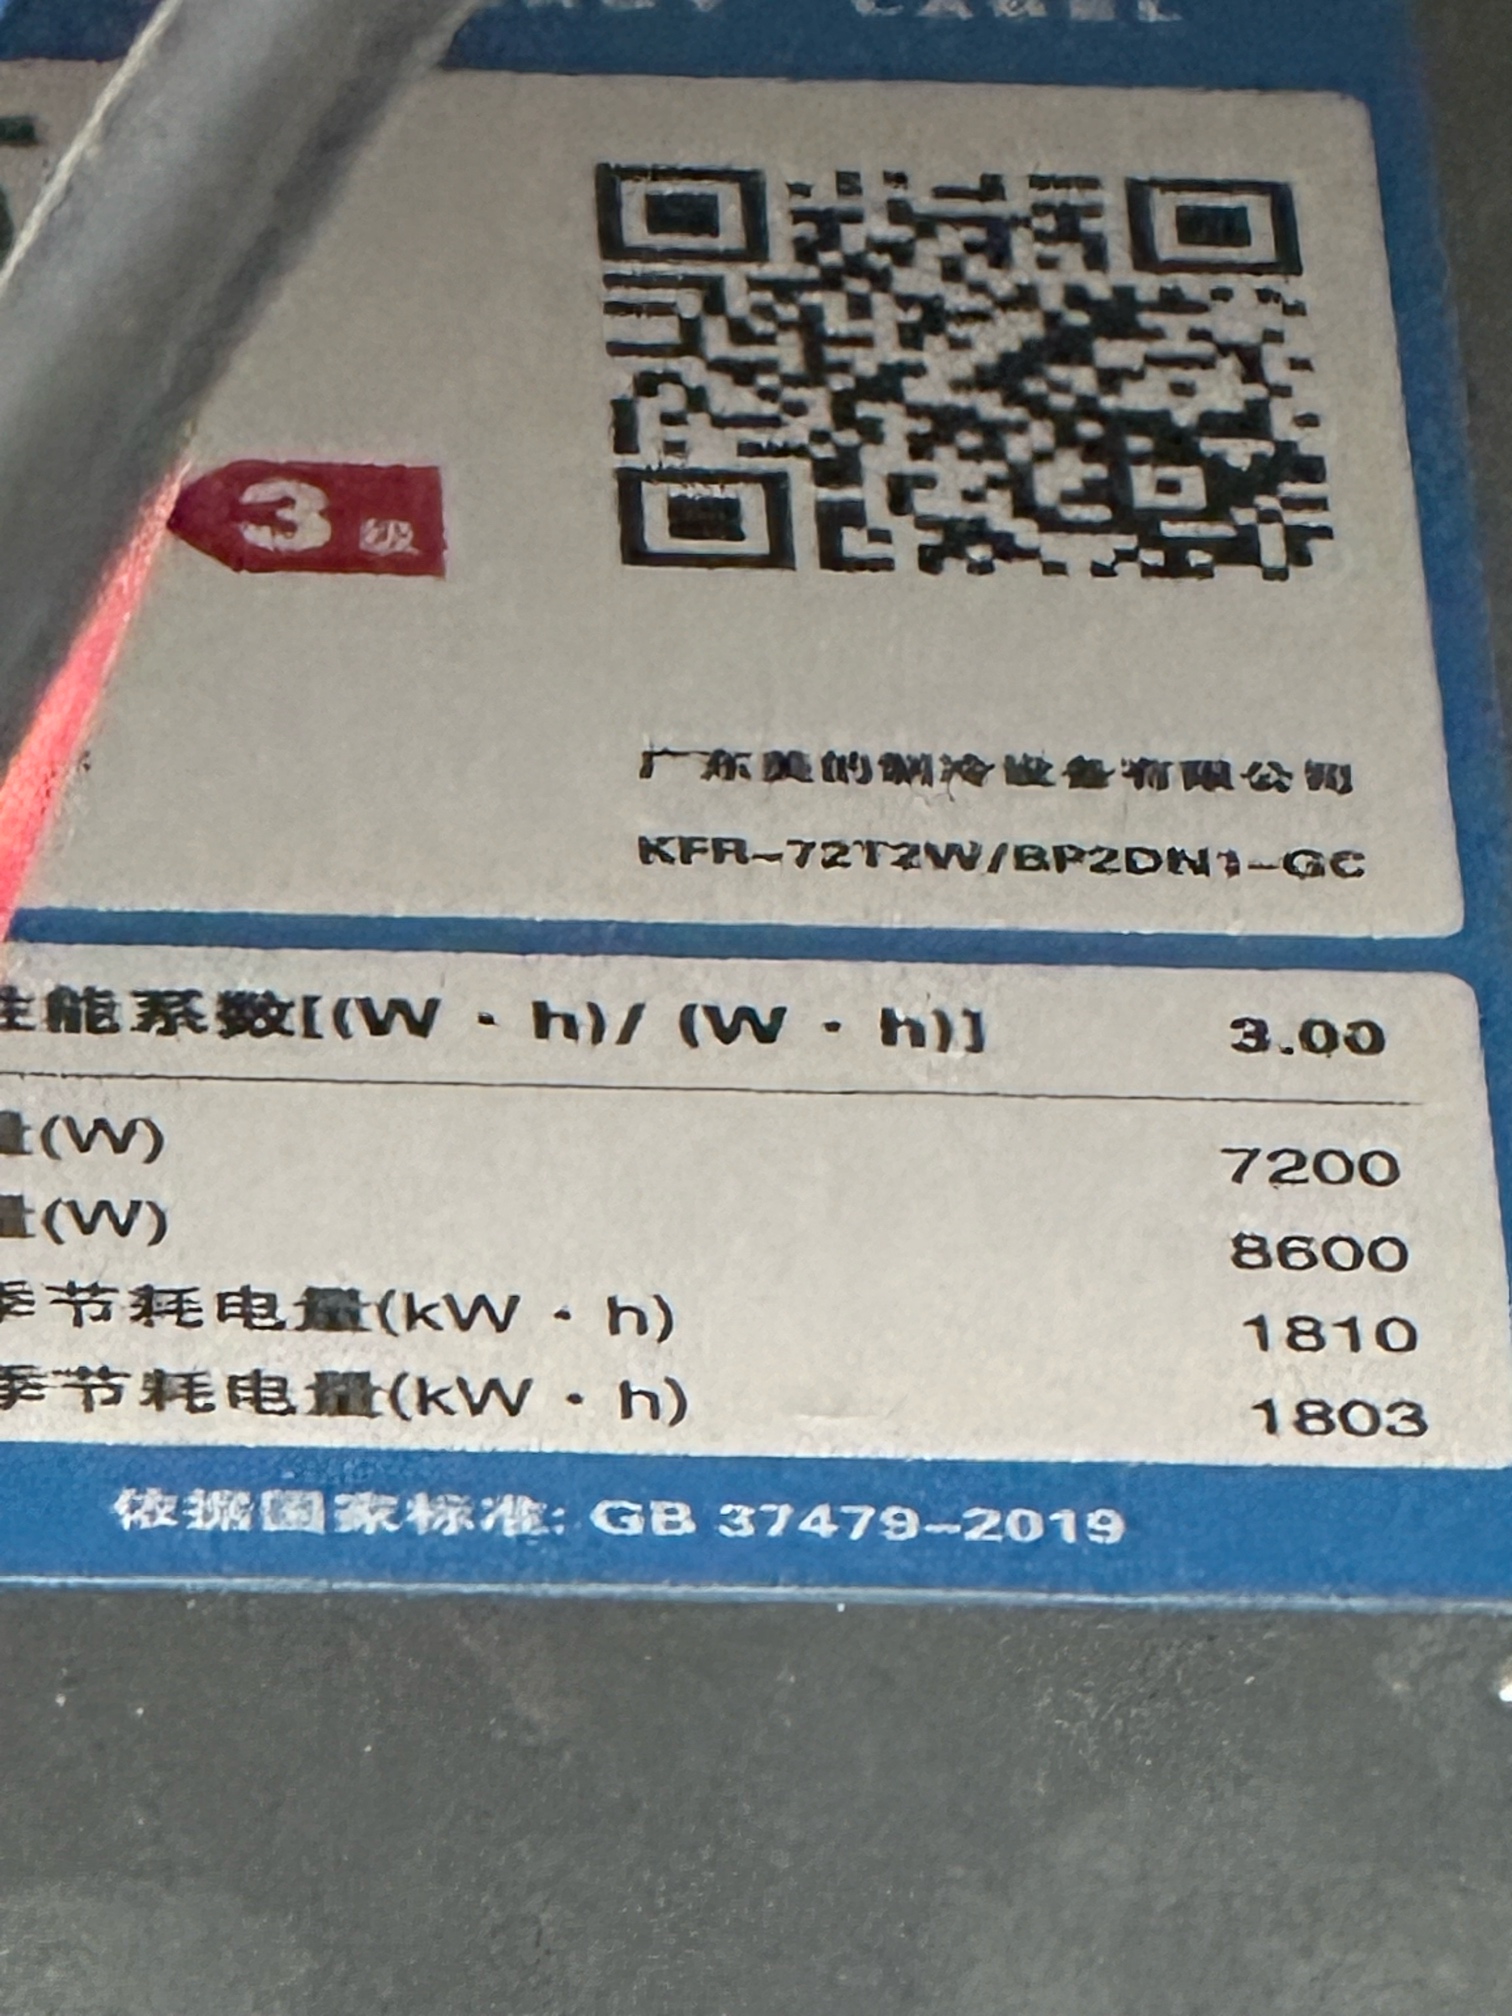 3级
广东美的制冷设备有限公司
KFR-72T2W/BP2DN1-GC
性能系数[(W·h)/(W·h)] 3.00
量(W) 7200
量(W) 8600
季节耗电量(kW·h) 1810
季节耗电量(kW·h) 1803
依据国家标准: GB 37479-2019